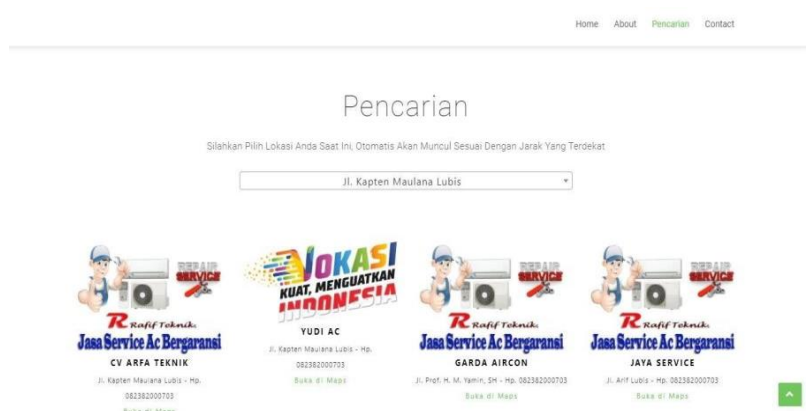 Home About Pencarian Contact
Pencarian
Silahkan Pilih Lokasi Anda Saat Ini, Otomatis Akan Muncul Sesuai Dengan Jarak Yang Terdekat
Jl. Kapten Maulana Lubis
REPAIR
SERVICE
Rafif Teknik.
Jasa Service Ac Bergaransi
CV ARFA TEKNIK
Jl. Kapten Maulana Lubis - Hp.
082382000703
Buka di Maps
VOKASI
KUAT, MENGUATKAN
INDONESIA
YUDI AC
Jl. Kapten Maulana Lubis - Hp.
082382000703
Buka di Maps
REPAIR
SERVICE
Rafif Teknik.
Jasa Service Ac Bergaransi
GARDA AIRCON
Jl. Prof. H. M. Yamin, SH - Hp. 082382000703
Buka di Maps
REPAIR
SERVICE
Rafif Teknik.
Jasa Service Ac Bergaransi
JAYA SERVICE
Jl. Arif Lubis - Hp. 082382000703
Buka di Maps